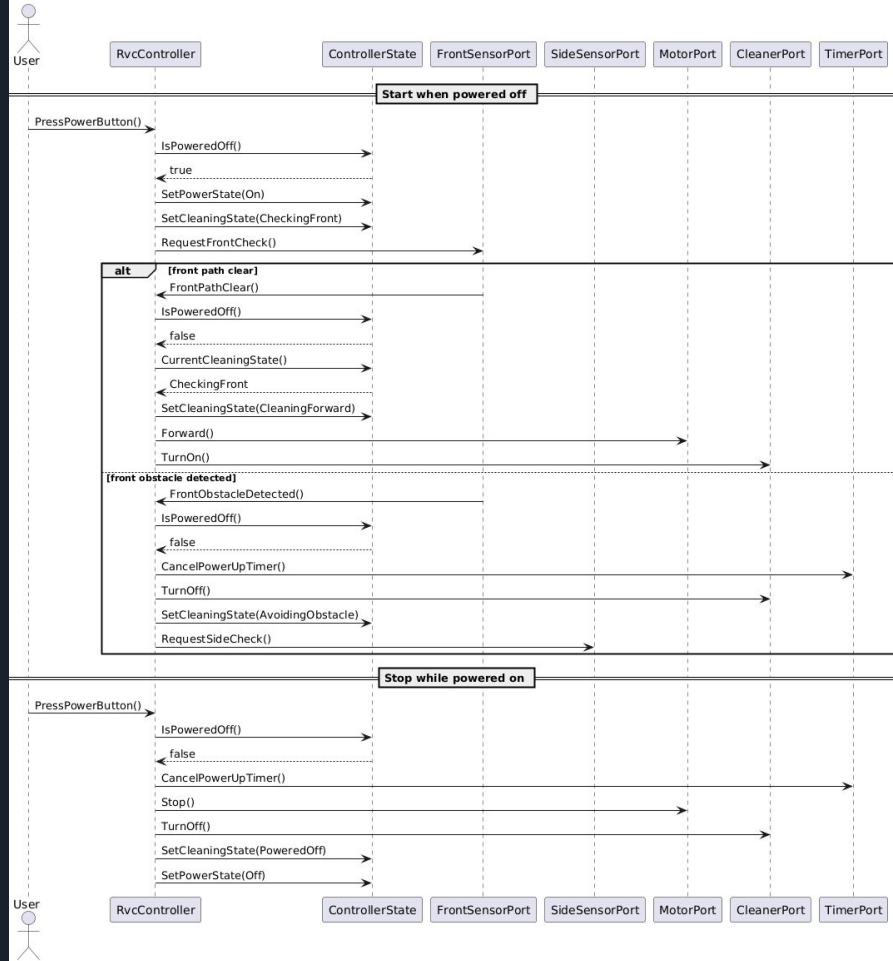 User
RvcController
ControllerState
FrontSensorPort
SideSensorPort
MotorPort
CleanerPort
TimerPort
Start when powered off
PressPowerButton()
IsPoweredOff()
true
SetPowerState(On)
SetCleaningState(CheckingFront)
RequestFrontCheck()
alt
[front path clear]
FrontPathClear()
IsPoweredOff()
false
CurrentCleaningState()
CheckingFront
SetCleaningState(CleaningForward)
Forward()
TurnOn()
[front obstacle detected]
FrontObstacleDetected()
IsPoweredOff()
false
CancelPowerUpTimer()
TurnOff()
SetCleaningState(AvoidingObstacle)
RequestSideCheck()
Stop while powered on
PressPowerButton()
IsPoweredOff()
false
CancelPowerUpTimer()
Stop()
TurnOff()
SetCleaningState(PoweredOff)
SetPowerState(Off)
User
RvcController
ControllerState
FrontSensorPort
SideSensorPort
MotorPort
CleanerPort
TimerPort